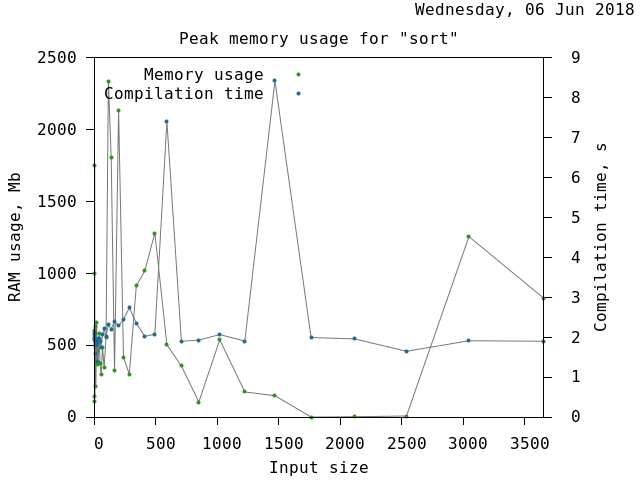 Wednesday, 06 Jun 2018
Peak memory usage for "sort"
Memory usage
Compilation time
RAM usage, Mb
2500
2000
1500
1000
500
0
Compilation time, s
9
8
7
6
5
4
3
2
1
0
0 500 1000 1500 2000 2500 3000 3500
Input size